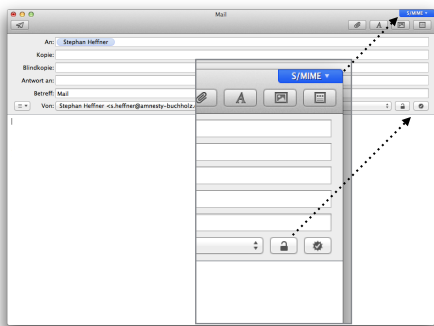 Mail
S/MIME
An: Stephan Heffner
Kopie:
Blindkopie:
Antwort an:
Betreff: Mail
Von: Stephan Heffner <s.heffner@amnesty-buchholz.
S/MIME
A